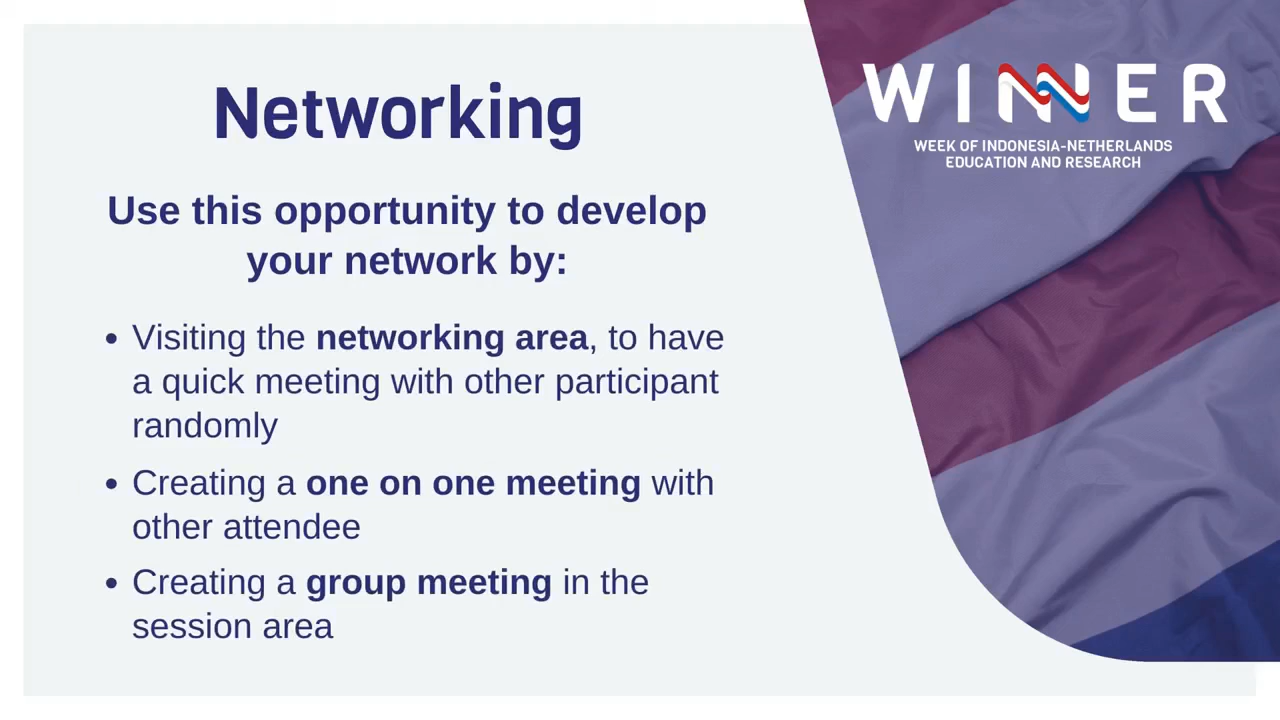 Networking
Use this opportunity to develop
your network by:
• Visiting the networking area, to have
a quick meeting with other participant
randomly
• Creating a one on one meeting with
other attendee
• Creating a group meeting in the
session area
WINNER
WEEK OF INDONESIA-NETHERLANDS
EDUCATION AND RESEARCH